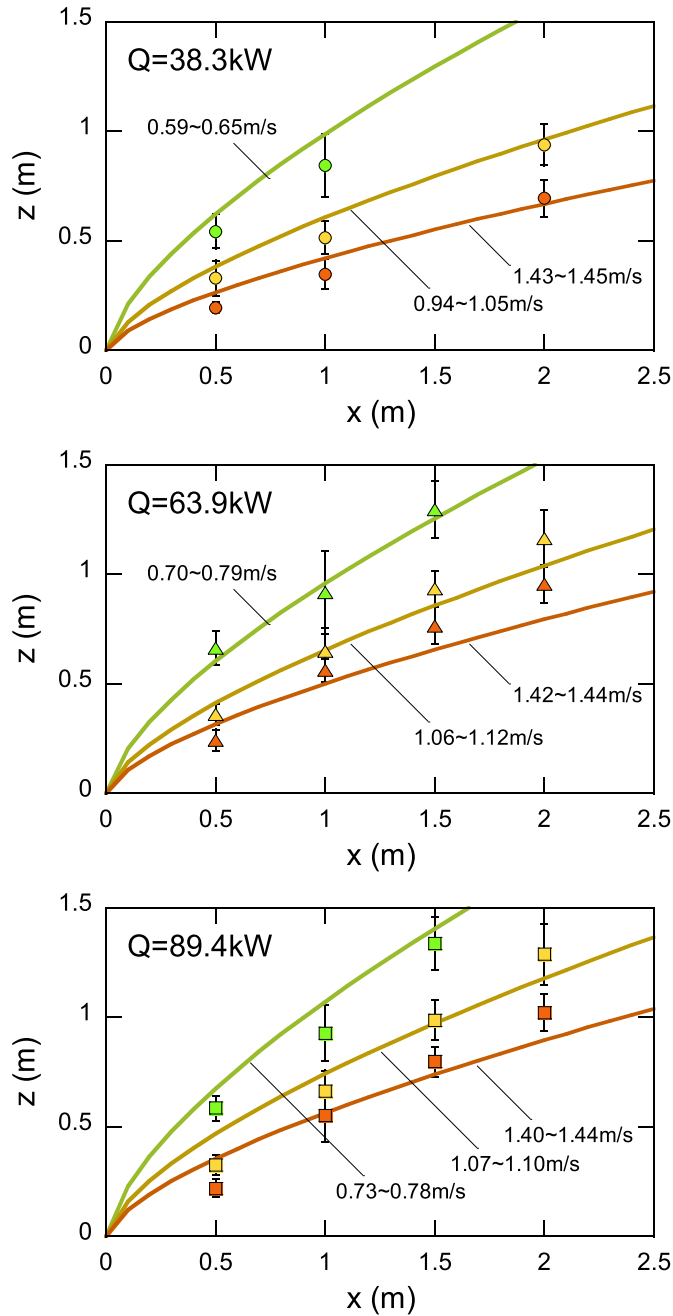 1.5
Q=38.3kW
0.59~0.65m/s
1
z (m)
0.5
1.43~1.45m/s
0.94~1.05m/s
0
0 0.5 1 1.5 2 2.5
x (m)
1.5
Q=63.9kW
1
0.70~0.79m/s
z (m)
0.5
1.42~1.44m/s
1.06~1.12m/s
0
0 0.5 1 1.5 2 2.5
x (m)
1.5
Q=89.4kW
1
z (m)
0.5
1.40~1.44m/s
1.07~1.10m/s
0.73~0.78m/s
0
0 0.5 1 1.5 2 2.5
x (m)